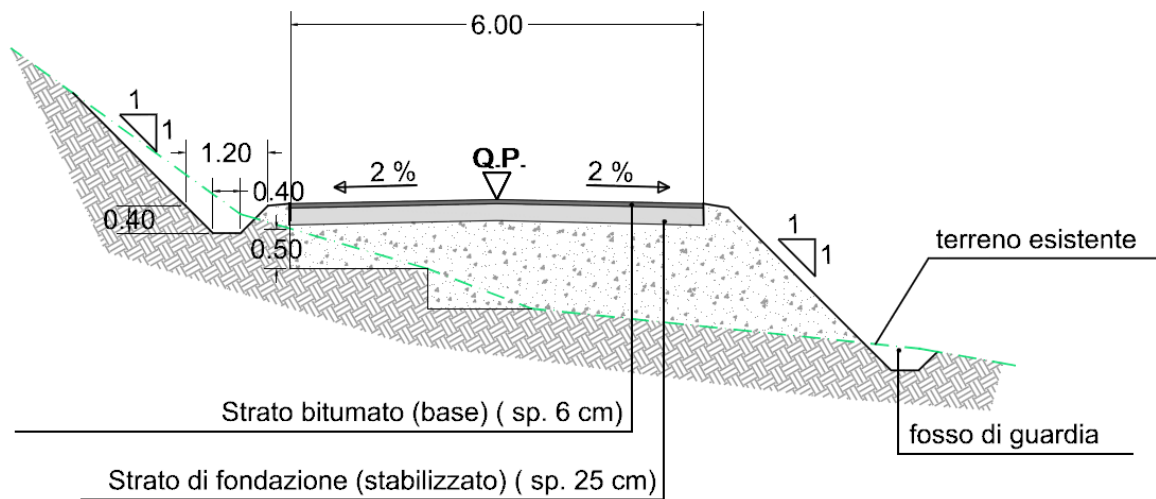 6.00
1
1
1.20
2 %
Q.P.
2 %
0.40
0.40
1
1
0.50
terreno esistente
Strato bitumato (base) ( sp. 6 cm)
fosso di guardia
Strato di fondazione (stabilizzato) ( sp. 25 cm)